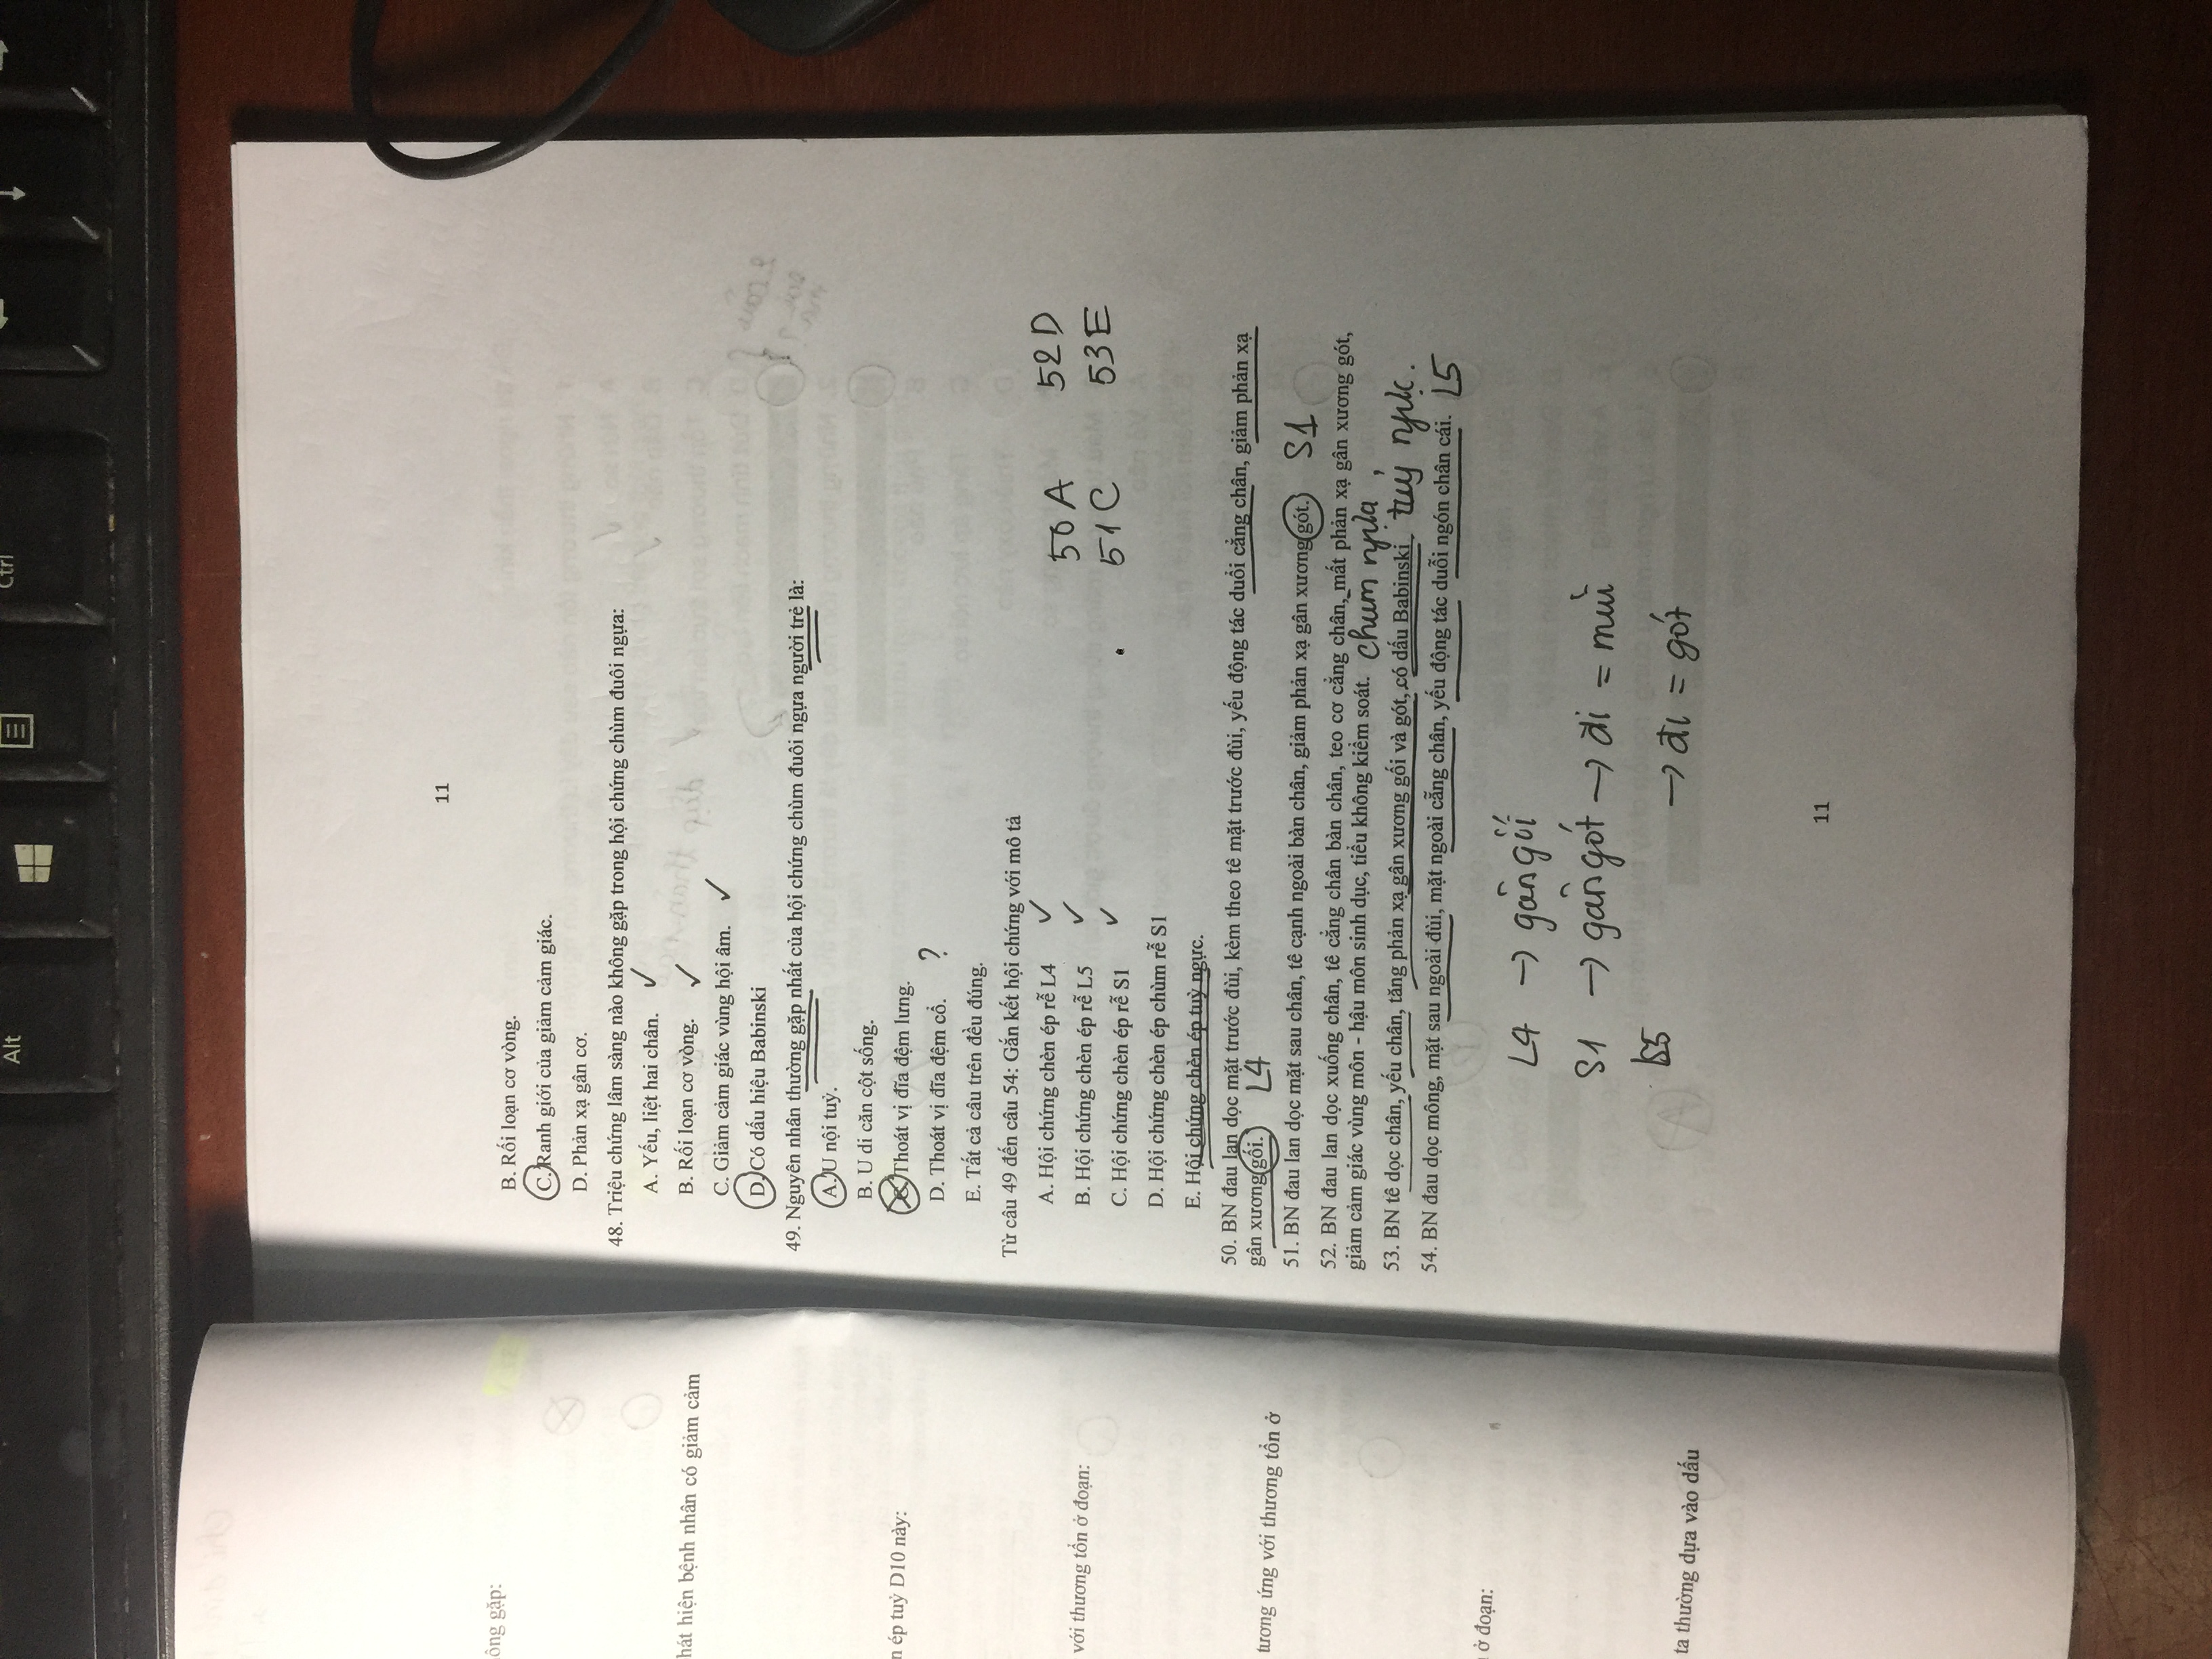 Alt
Ctrl
ông gặp:
hát hiện bệnh nhân có giảm cảm
n ép tuỷ D10 này:
với thương tổn ở đoạn:
tương ứng với thương tổn ở
ở đoạn:
ta thường dựa vào dấu
11
B. Rối loạn cơ vòng.
C. Ranh giới của giảm cảm giác.
D. Phản xạ gân cơ.
48. Triệu chứng lâm sàng nào không gặp trong hội chứng chùm đuôi ngựa:
A. Yếu, liệt hai chân. ✓
B. Rối loạn cơ vòng. ✓
C. Giảm cảm giác vùng hội âm. ✓
D. Có dấu hiệu Babinski
49. Nguyên nhân thường gặp nhất của hội chứng chùm đuôi ngựa người trẻ là:
A. U nội tuỷ.
B. U di căn cột sống.
C. Thoát vị đĩa đệm lưng.
D. Thoát vị đĩa đệm cổ. ?
E. Tất cả câu trên đều đúng.
Từ câu 49 đến câu 54: Gắn kết hội chứng với mô tả
A. Hội chứng chèn ép rễ L4 ✓
B. Hội chứng chèn ép rễ L5 ✓
C. Hội chứng chèn ép rễ S1 ✓
D. Hội chứng chèn ép chùm rễ S1
E. Hội chứng chèn ép tuỷ ngực.
50 A 52 D
51 C 53 E
50. BN đau lan dọc mặt trước đùi, kèm theo tê mặt trước đùi, yếu động tác duỗi cẳng chân, giảm phản xạ
gân xương gối. L4
51. BN đau lan dọc mặt sau chân, tê cạnh ngoài bàn chân, giảm phản xạ gân xương gót. S1
52. BN đau lan dọc xuống chân, tê cẳng chân bàn chân, teo cơ cẳng chân, mất phản xạ gân xương gót,
giảm cảm giác vùng môn - hậu môn sinh dục, tiểu không kiểm soát. chùm ngựa
53. BN tê dọc chân, yếu chân, tăng phản xạ gân xương gối và gót, có dấu Babinski tuỷ ngực.
54. BN đau dọc mông, mặt sau ngoài đùi, mặt ngoài cẵng chân, yếu động tác duỗi ngón chân cái. L5
L4 → gân gối
S1 → gân gót → đi = mũi
L5
→ đi = gót
11